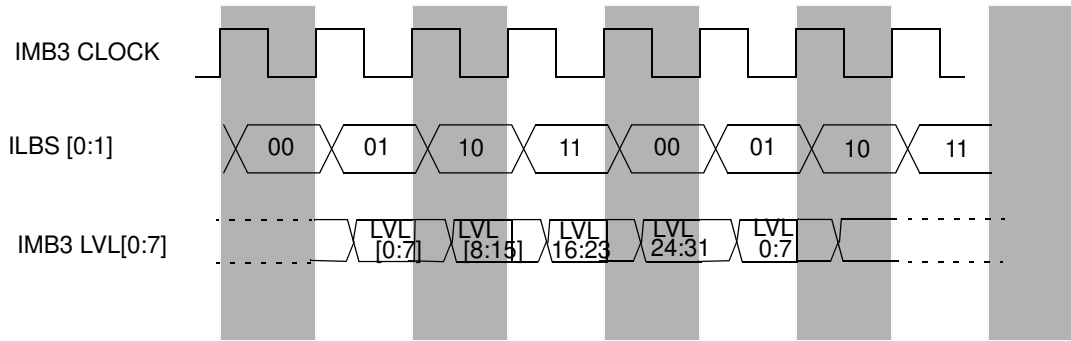 IMB3 CLOCK
ILBS [0:1]
00 01 10 11 00 01 10 11
IMB3 LVL[0:7]
LVL LVL LVL LVL LVL
[0:7] [8:15] 16:23 24:31 0:7